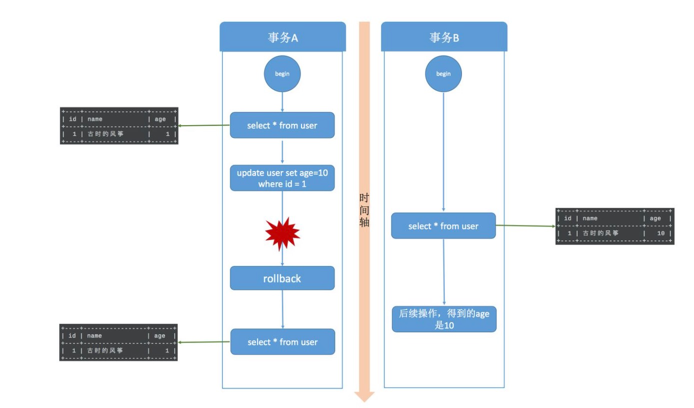 事务A
事务B
begin
begin
+----+-----------------+------+
| id | name            | age  |
+----+-----------------+------+
|  1 | 古时的风筝      |    1 |
+----+-----------------+------+
select * from user
update user set age=10
where id = 1
时间轴
select * from user
+----+-----------------+------+
| id | name            | age  |
+----+-----------------+------+
|  1 | 古时的风筝      |   10 |
+----+-----------------+------+
rollback
后续操作，得到的age
是10
+----+-----------------+------+
| id | name            | age  |
+----+-----------------+------+
|  1 | 古时的风筝      |    1 |
+----+-----------------+------+
select * from user